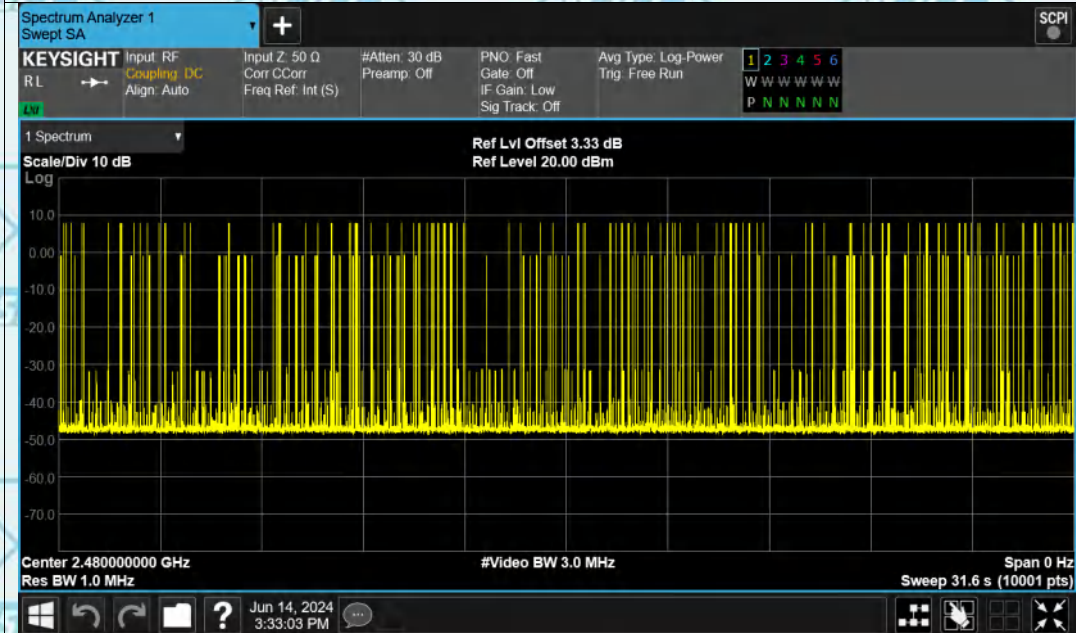 Spectrum Analyzer 1
Swept SA
+
SCPI
KEYSIGHT
R L
LXI
Input: RF
Coupling: DC
Align: Auto
Input Z: 50 Ω
Corr CCorr
Freq Ref: Int (S)
#Atten: 30 dB
Preamp: Off
PNO: Fast
Gate: Off
IF Gain: Low
Sig Track: Off
Avg Type: Log-Power
Trig: Free Run
1 2 3 4 5 6
W W W W W W
P N N N N N
1 Spectrum
Scale/Div 10 dB
Ref Lvl Offset 3.33 dB
Ref Level 20.00 dBm
Log
10.0
0.00
-10.0
-20.0
-30.0
-40.0
-50.0
-60.0
-70.0
Center 2.480000000 GHz
#Video BW 3.0 MHz
Span 0 Hz
Res BW 1.0 MHz
Sweep 31.6 s (10001 pts)
?
Jun 14, 2024
3:33:03 PM